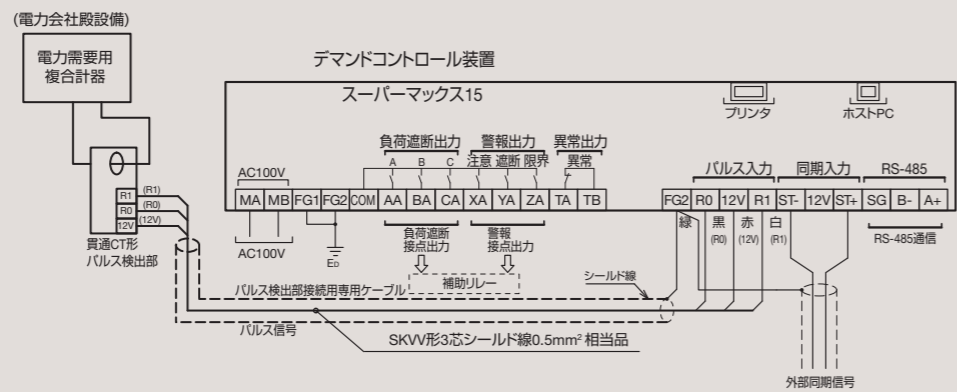 (電力会社殿設備)
電力需要用
複合計器
デマンドコントロール装置
スーパーマックス15
プリンタ
ホストPC
負荷遮断出力
警報出力
異常出力
A B C
注意 遮断 限界
異常
パルス入力
同期入力
RS-485
AC100V
MA MB FG1 FG2 COM AA BA CA XA YA ZA TA TB
FG2 R0 12V R1 ST- 12V ST+ SG B- A+
R1 (R1)
R0 (R0)
12V (12V)
貫通CT形
パルス検出部
AC100V
ED
負荷遮断
接点出力
警報
接点出力
補助リレー
緑
黒
(R0)
赤
(12V)
白
(R1)
RS-485通信
シールド線
パルス検出部接続用専用ケーブル
パルス信号
SKVV形3芯シールド線0.5mm² 相当品
外部同期信号